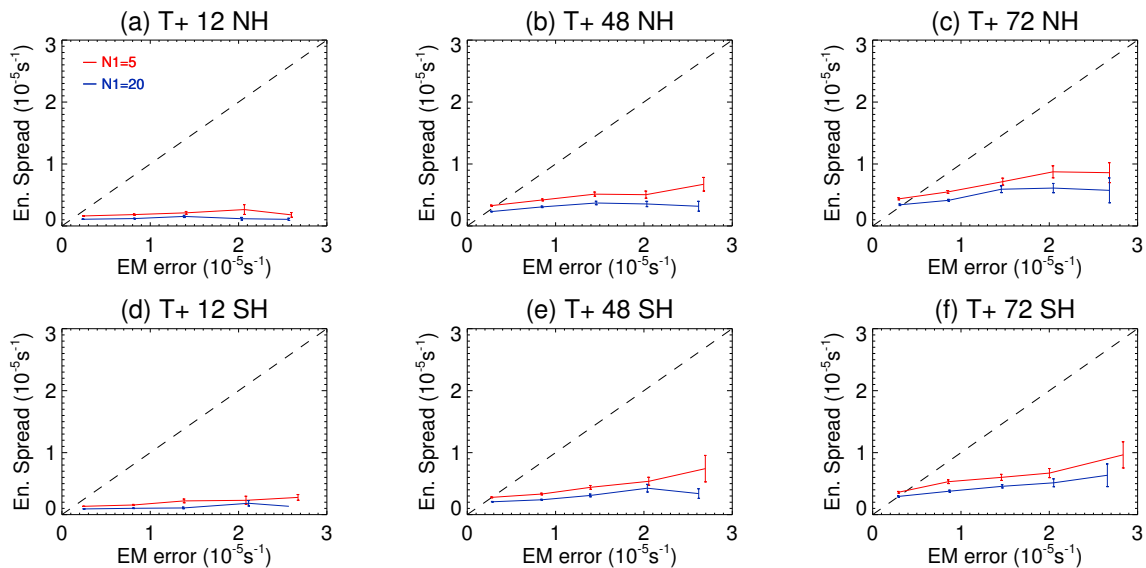 (a) T+ 12 NH
(b) T+ 48 NH
(c) T+ 72 NH
En. Spread (10⁻⁵s⁻¹)
3
2
1
0
N1=5
N1=20
0 1 2 3
EM error (10⁻⁵s⁻¹)
En. Spread (10⁻⁵s⁻¹)
3
2
1
0
0 1 2 3
EM error (10⁻⁵s⁻¹)
En. Spread (10⁻⁵s⁻¹)
3
2
1
0
0 1 2 3
EM error (10⁻⁵s⁻¹)
(d) T+ 12 SH
(e) T+ 48 SH
(f) T+ 72 SH
En. Spread (10⁻⁵s⁻¹)
3
2
1
0
0 1 2 3
EM error (10⁻⁵s⁻¹)
En. Spread (10⁻⁵s⁻¹)
3
2
1
0
0 1 2 3
EM error (10⁻⁵s⁻¹)
En. Spread (10⁻⁵s⁻¹)
3
2
1
0
0 1 2 3
EM error (10⁻⁵s⁻¹)